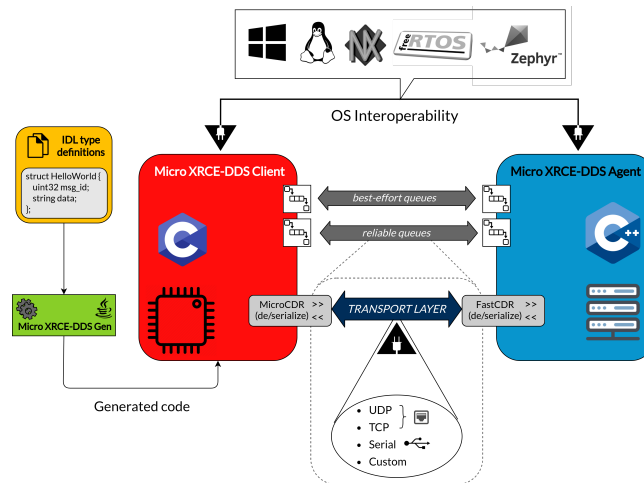 NX
free RTOS
Zephyr™
OS Interoperability
IDL type
definitions
struct HelloWorld {
uint32 msg_id;
string data;
};
Micro XRCE-DDS Client
Micro XRCE-DDS Agent
best-effort queues
reliable queues
C
C++
Micro XRCE-DDS Gen
MicroCDR >>
(de/serialize) <<
TRANSPORT LAYER
FastCDR >>
(de/serialize) <<
Generated code
• UDP
• TCP
• Serial
• Custom